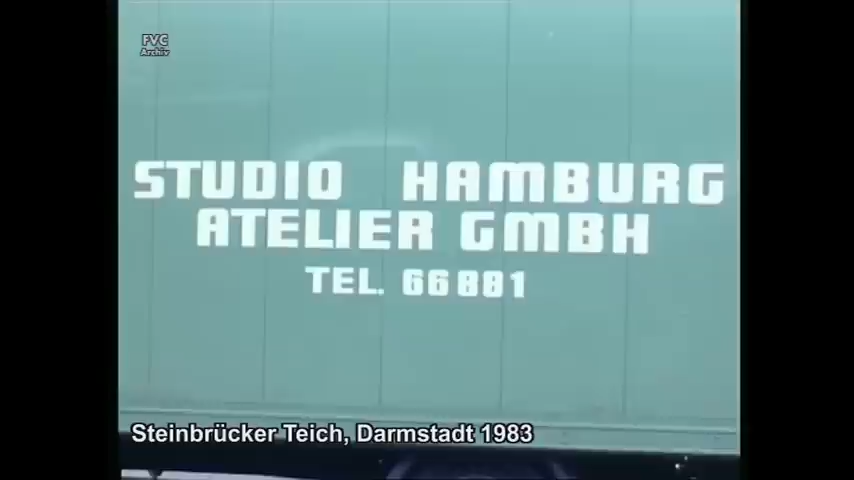 FVC
Archiv
STUDIO HAMBURG
ATELIER GMBH
TEL. 66881
Steinbrücker Teich, Darmstadt 1983